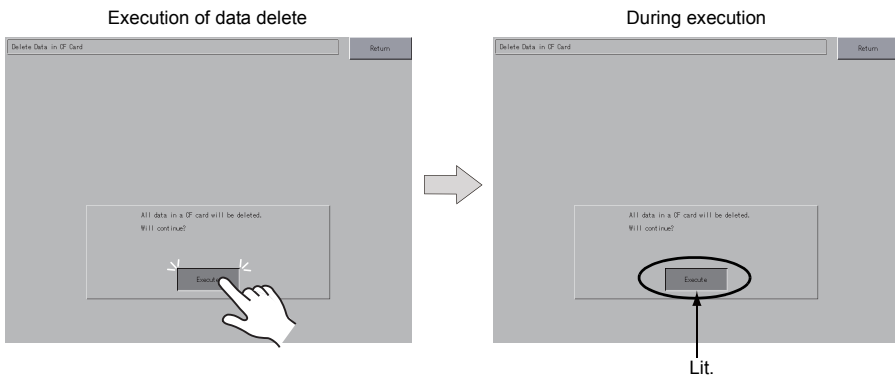 Execution of data delete
During execution
Delete Data in CF Card
Return
Delete Data in CF Card
Return
All data in a CF card will be deleted.
Will continue?
Execute
All data in a CF card will be deleted.
Will continue?
Execute
Lit.